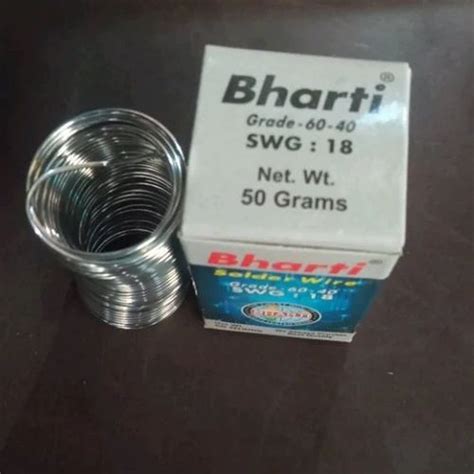 Bharti®
Grade-60-40
SWG : 18
Net. Wt.
50 Grams
Bharti®
Solder Wire
Grade 60-40
SWG : 18